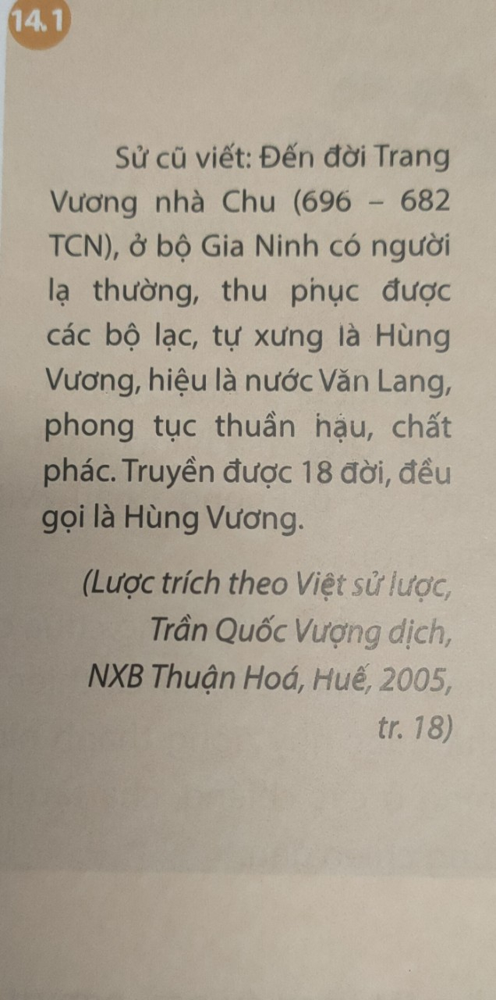 14.1
Sử cũ viết: Đến đời Trang
Vương nhà Chu (696 – 682
TCN), ở bộ Gia Ninh có người
lạ thường, thu phục được
các bộ lạc, tự xưng là Hùng
Vương, hiệu là nước Văn Lang,
phong tục thuần hậu, chất
phác. Truyền được 18 đời, đều
gọi là Hùng Vương.
(Lược trích theo Việt sử lược,
Trần Quốc Vượng dịch,
NXB Thuận Hoá, Huế, 2005,
tr. 18)